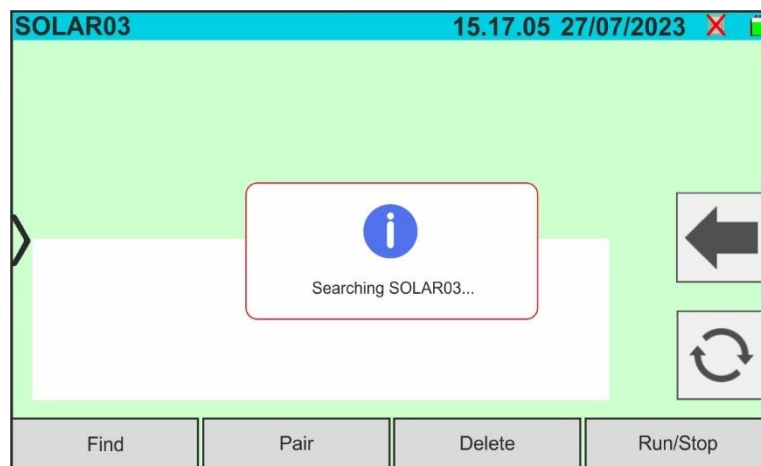 SOLAR03 15.17.05 27/07/2023
Searching SOLAR03...
Find Pair Delete Run/Stop